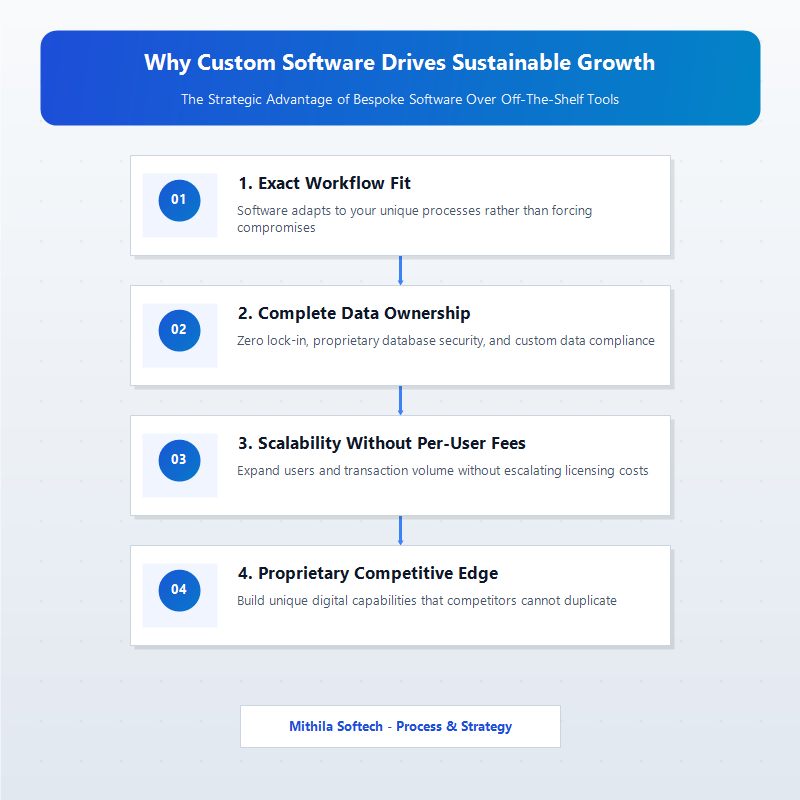 Why Custom Software Drives Sustainable Growth
The Strategic Advantage of Bespoke Software Over Off-The-Shelf Tools
01
1. Exact Workflow Fit
Software adapts to your unique processes rather than forcing
compromises
02
2. Complete Data Ownership
Zero lock-in, proprietary database security, and custom data compliance
03
3. Scalability Without Per-User Fees
Expand users and transaction volume without escalating licensing costs
04
4. Proprietary Competitive Edge
Build unique digital capabilities that competitors cannot duplicate
Mithila Softech - Process & Strategy